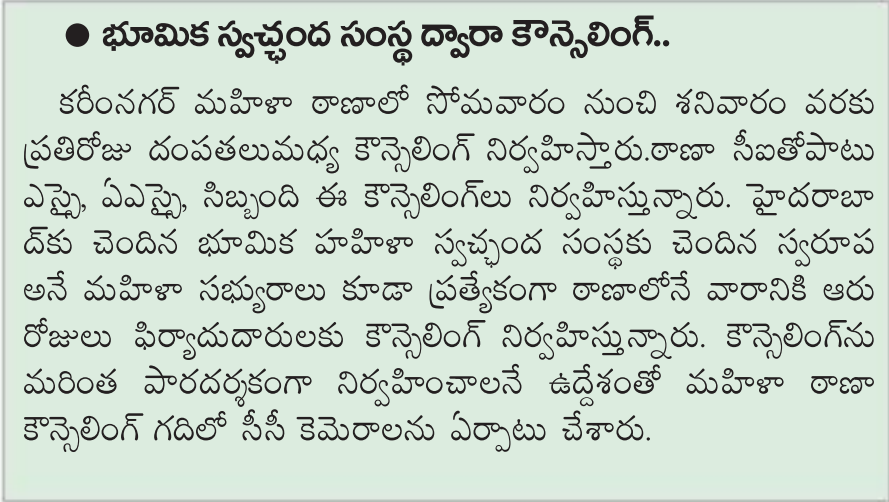 ● భూమిక స్వచ్ఛంద సంస్థ ద్వారా కౌన్సెలింగ్..
కరీంనగర్ మహిళా ఠాణాలో సోమవారం నుంచి శనివారం వరకు
ప్రతిరోజు దంపతలుమధ్య కౌన్సెలింగ్ నిర్వహిస్తారు.ఠాణా సీఐతోపాటు
ఎస్సై, ఏఎస్సై, సిబ్బంది ఈ కౌన్సెలింగ్‌లు నిర్వహిస్తున్నారు. హైదరాబా
ద్‌కు చెందిన భూమిక హహిళా స్వచ్ఛంద సంస్థకు చెందిన స్వరూప
అనే మహిళా సభ్యురాలు కూడా ప్రత్యేకంగా ఠాణాలోనే వారానికి ఆరు
రోజులు ఫిర్యాదుదారులకు కౌన్సెలింగ్ నిర్వహిస్తున్నారు. కౌన్సెలింగ్‌ను
మరింత పారదర్శకంగా నిర్వహించాలనే ఉద్దేశంతో మహిళా ఠాణా
కౌన్సెలింగ్ గదిలో సీసీ కెమెరాలను ఏర్పాటు చేశారు.